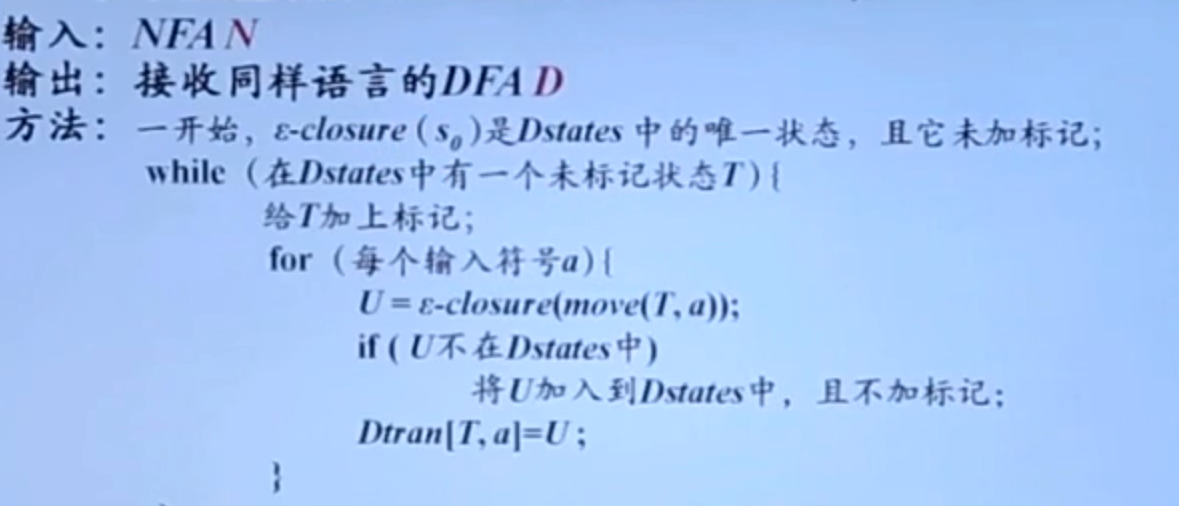 输入：NFA N
输出：接收同样语言的DFA D
方法：一开始，ε-closure (s₀)是Dstates 中的唯一状态，且它未加标记；
while（在Dstates中有一个未标记状态T）{
给T加上标记；
for（每个输入符号a）{
U = ε-closure(move(T, a));
if ( U不在Dstates中)
将U加入到Dstates中，且不加标记；
Dtran[T, a]=U ;
}